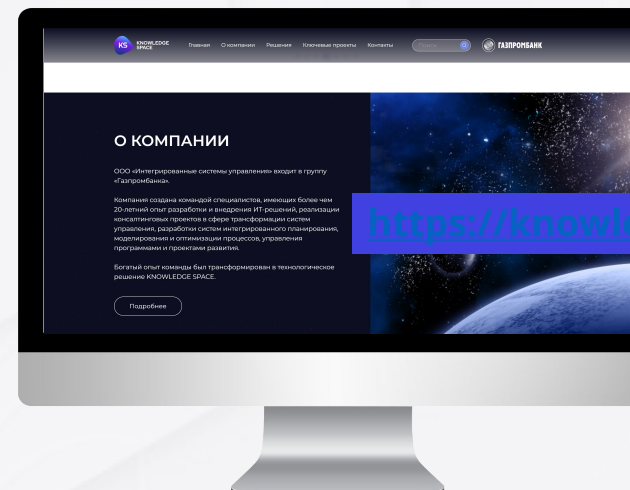 KS KNOWLEDGE SPACE Главная О компании Решения Ключевые проекты Контакты Поиск... ГАЗПРОМБАНК
О КОМПАНИИ
ООО «Интегрированные системы управления» входит в группу
«Газпромбанка».
Компания создана командой специалистов, имеющих более чем
20-летний опыт разработки и внедрения ИТ-решений, реализации
консалтинговых проектов в сфере трансформации систем
управления, разработки систем интегрированного планирования,
моделирования и оптимизации процессов, управления
программами и проектами развития.
https://knowle
Богатый опыт команды был трансформирован в технологическое
решение KNOWLEDGE SPACE.
Подробнее